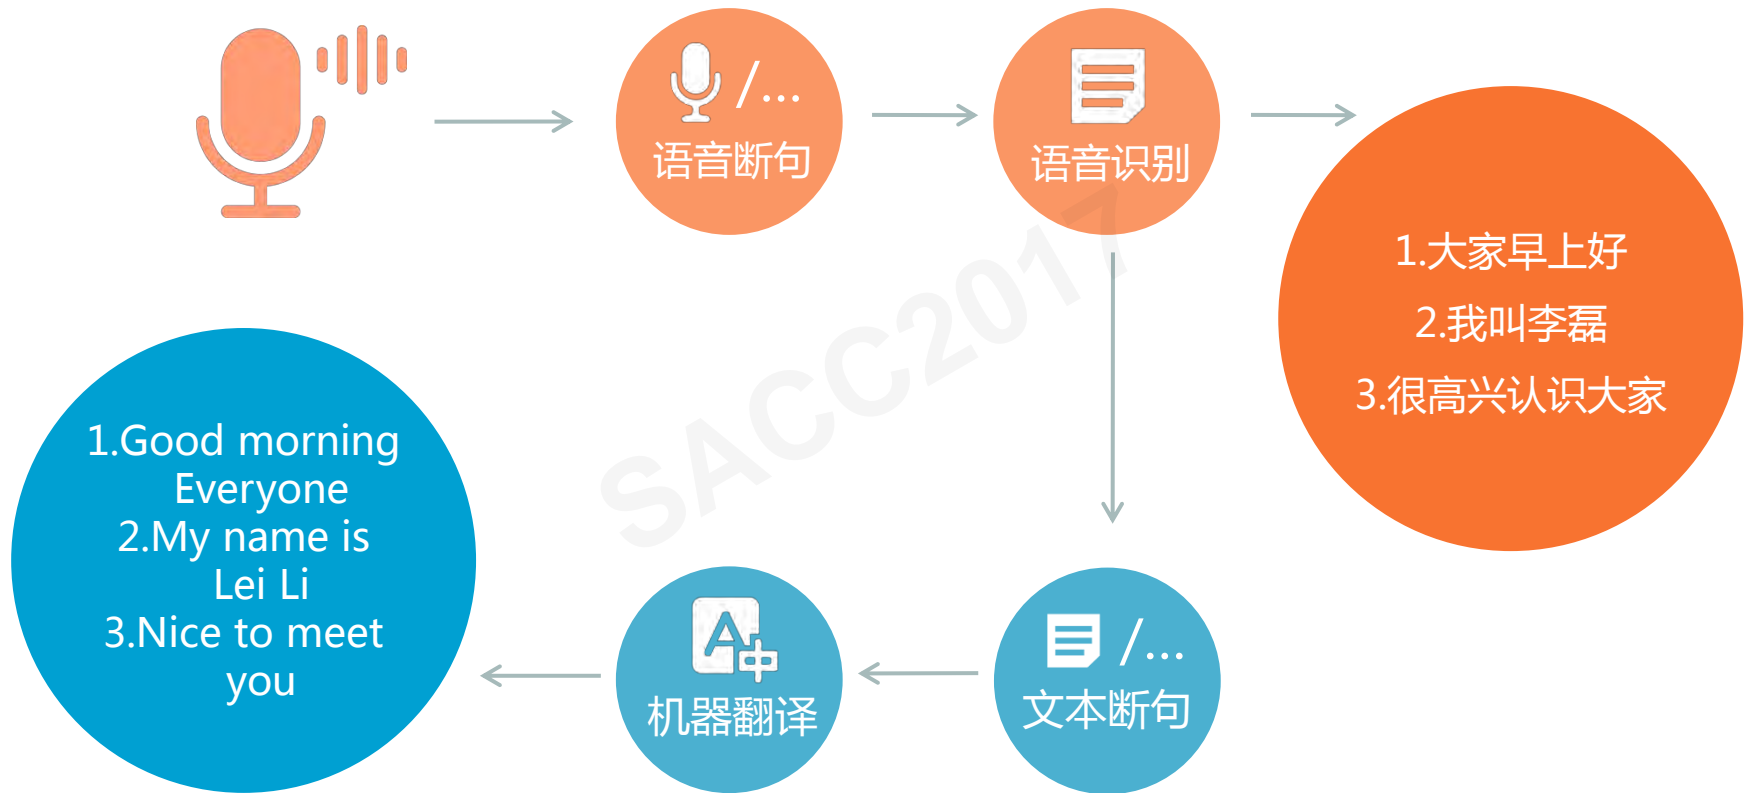 /...
语音断句
语音识别
1.大家早上好
2.我叫李磊
3.很高兴认识大家
SACC2017
1.Good morning
Everyone
2.My name is
Lei Li
3.Nice to meet
you
A中
机器翻译
/...
文本断句